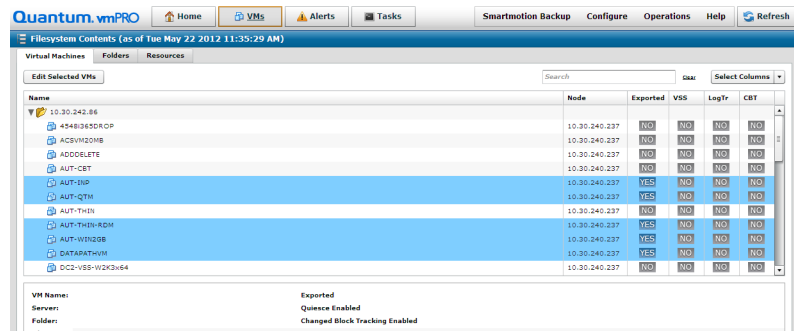 Quantum. vmPRO Home VMs Alerts Tasks Smartmotion Backup Configure Operations Help Refresh
Filesystem Contents (as of Tue May 22 2012 11:35:29 AM)
Virtual Machines Folders Resources
Edit Selected VMs Search Clear Select Columns
Name Node Exported VSS LogTr CBT
10.30.242.86
4548I365DROP 10.30.240.237 NO NO NO NO
ACSVM20MB 10.30.240.237 NO NO NO NO
ADDDELETE 10.30.240.237 NO NO NO NO
AUT-CBT 10.30.240.237 NO NO NO NO
AUT-INP 10.30.240.237 YES NO NO NO
AUT-QTM 10.30.240.237 YES NO NO NO
AUT-THIN 10.30.240.237 NO NO NO NO
AUT-THIN-RDM 10.30.240.237 YES NO NO NO
AUT-WIN2GB 10.30.240.237 YES NO NO NO
DATAPATHVM 10.30.240.237 YES NO NO NO
DC2-VSS-W2K3x64 10.30.240.237 NO NO NO NO
VM Name: Exported
Server: Quiesce Enabled
Folder: Changed Block Tracking Enabled